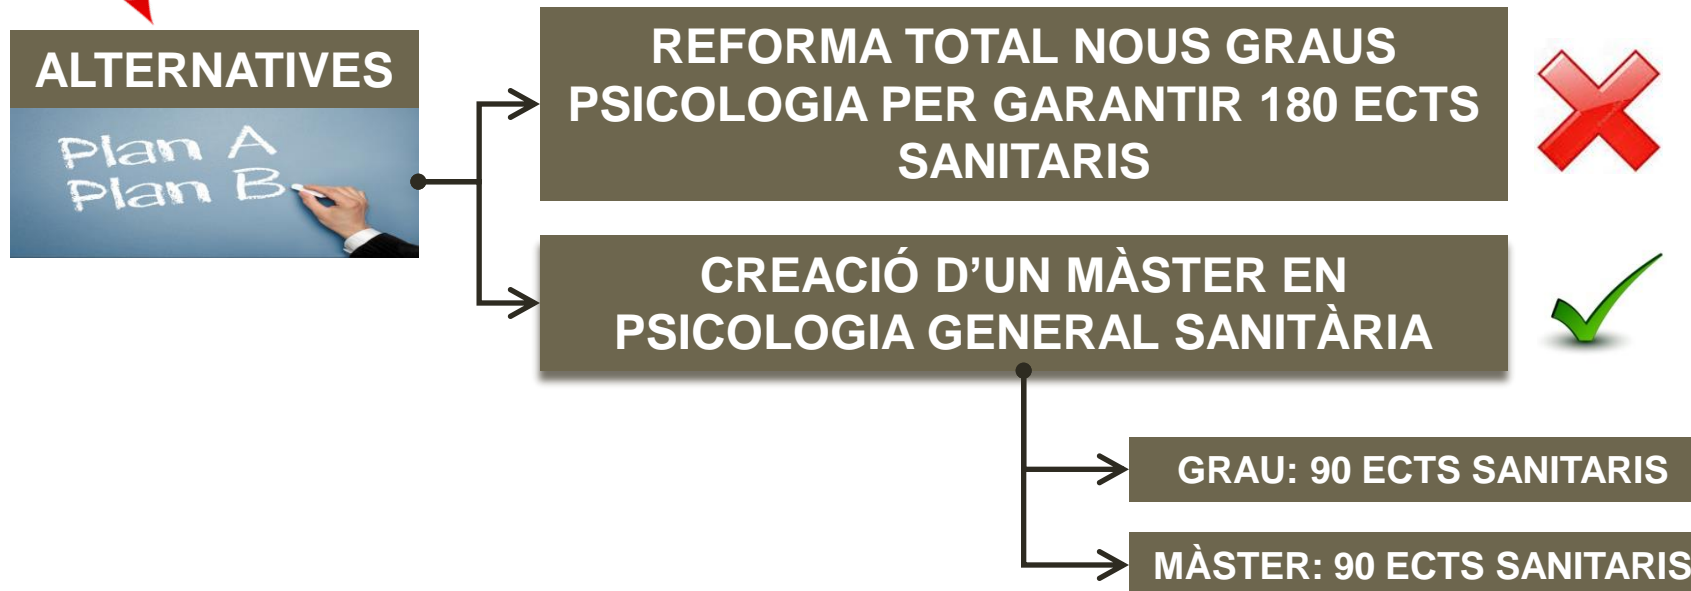 ALTERNATIVES
Plan A
Plan B
REFORMA TOTAL NOUS GRAUS
PSICOLOGIA PER GARANTIR 180 ECTS
SANITARIS
CREACIÓ D’UN MÀSTER EN
PSICOLOGIA GENERAL SANITÀRIA
GRAU: 90 ECTS SANITARIS
MÀSTER: 90 ECTS SANITARIS